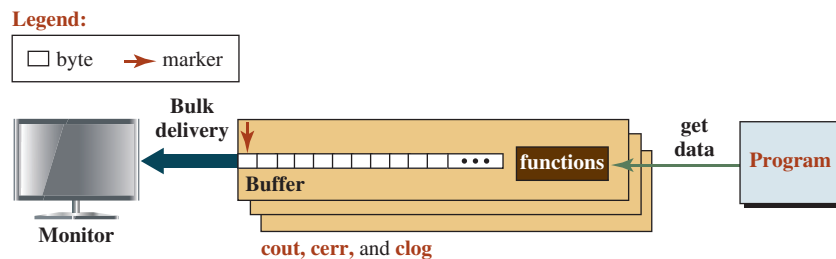 Legend:
byte
marker
Bulk
delivery
get
data
functions
Program
Buffer
Monitor
cout, cerr, and clog